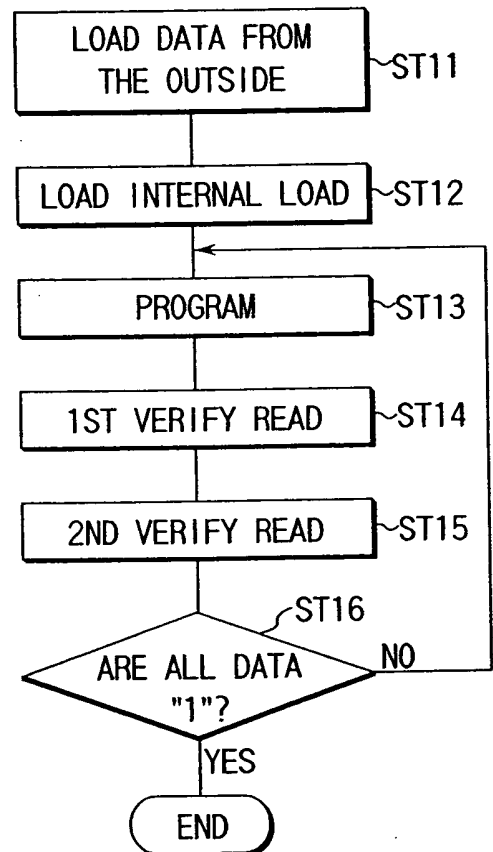 LOAD DATA FROM
THE OUTSIDE
ST11
LOAD INTERNAL LOAD
ST12
PROGRAM
ST13
1ST VERIFY READ
ST14
2ND VERIFY READ
ST15
ST16
ARE ALL DATA
"1"?
NO
YES
END